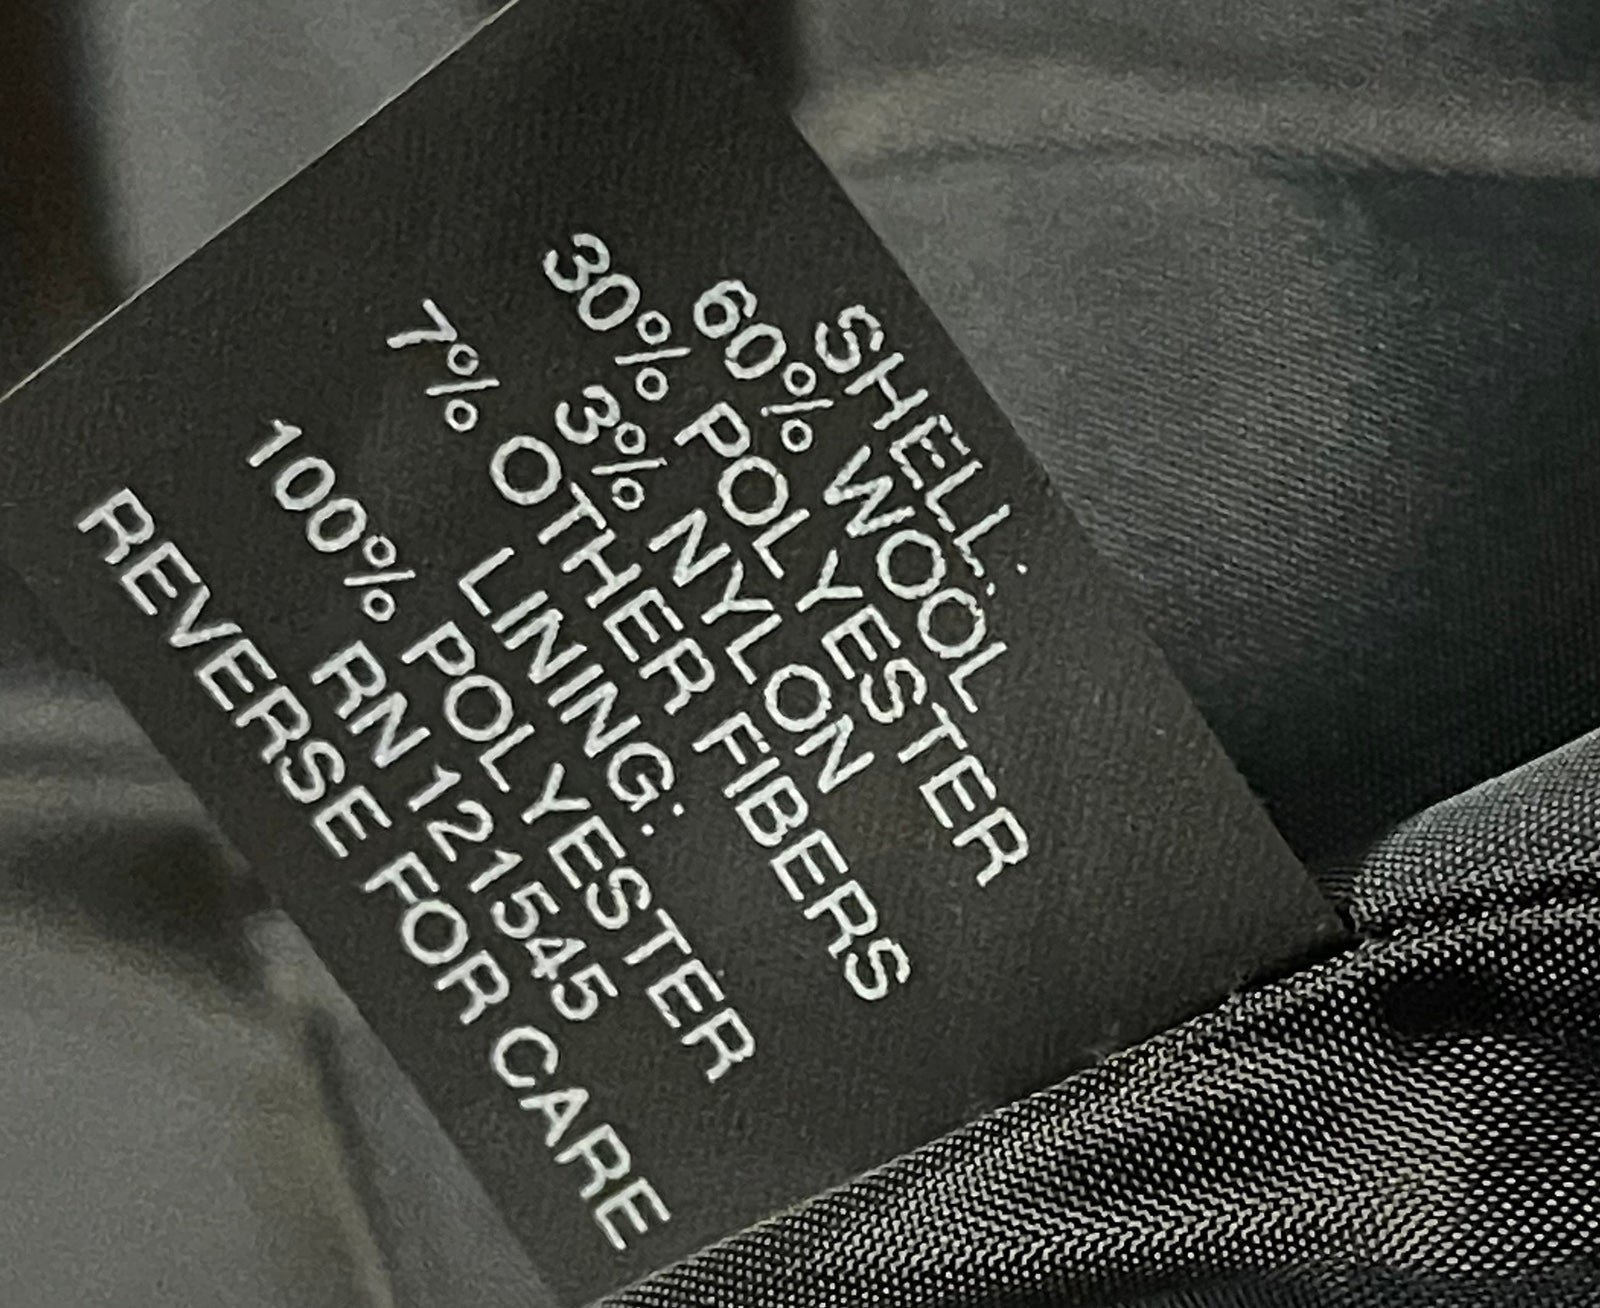 SHELL:
60% WOOL
30% POLYESTER
3% NYLON
7% OTHER FIBERS
LINING:
100% POLYESTER
RN 121545
REVERSE FOR CARE